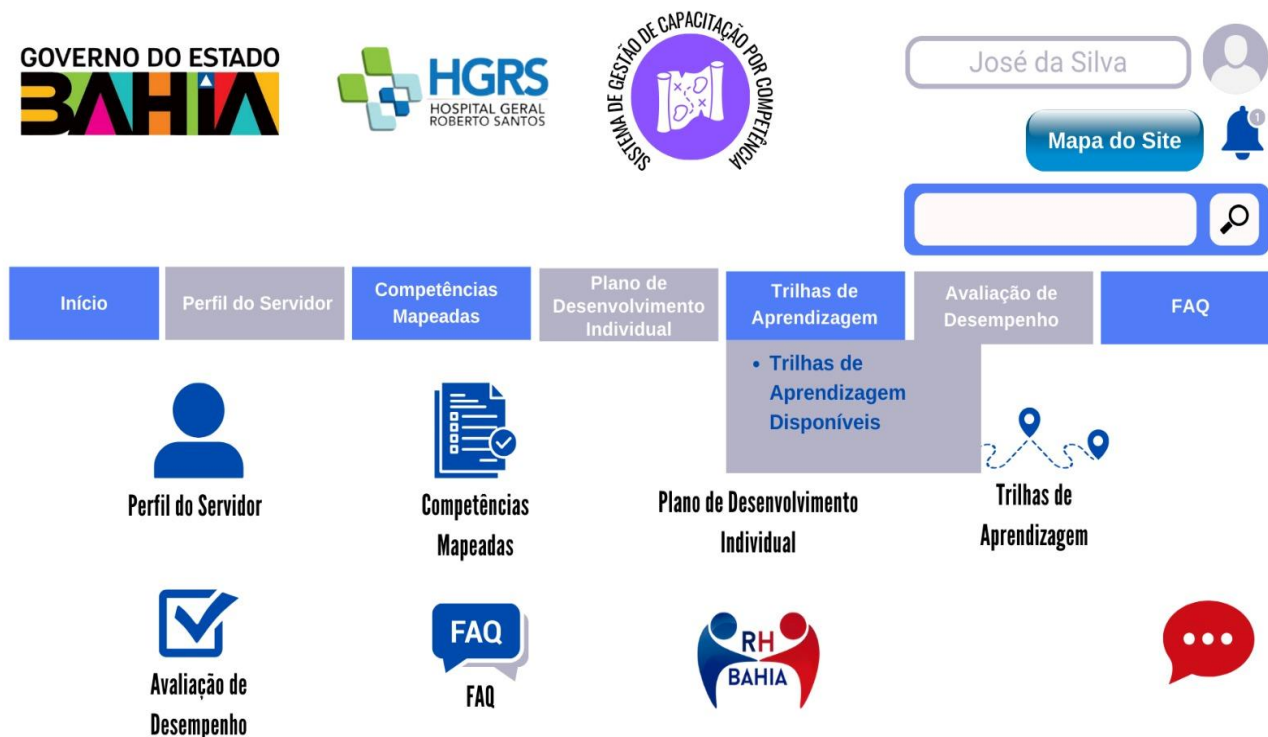 GOVERNO DO ESTADO
BAHIA
HGRS
HOSPITAL GERAL
ROBERTO SANTOS
SISTEMA DE GESTÃO DE CAPACITAÇÃO POR COMPETÊNCIA
José da Silva
Mapa do Site
1
Início
Perfil do Servidor
Competências
Mapeadas
Plano de
Desenvolvimento
Individual
Trilhas de
Aprendizagem
Avaliação de
Desempenho
FAQ
• Trilhas de
Aprendizagem
Disponíveis
Perfil do Servidor
Competências
Mapeadas
Plano de Desenvolvimento
Individual
Trilhas de
Aprendizagem
Avaliação de
Desempenho
FAQ
FAQ
RH
BAHIA